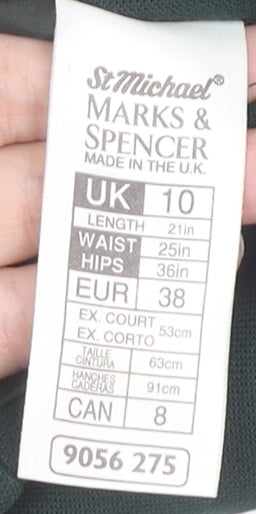 St Michael®
MARKS &
SPENCER
MADE IN THE U.K.
UK 10
LENGTH 21in
WAIST 25in
HIPS 36in
EUR 38
EX. COURT
EX. CORTO 53cm
TAILLE
CINTURA 63cm
HANCHES
CADERAS 91cm
CAN 8
9056 275